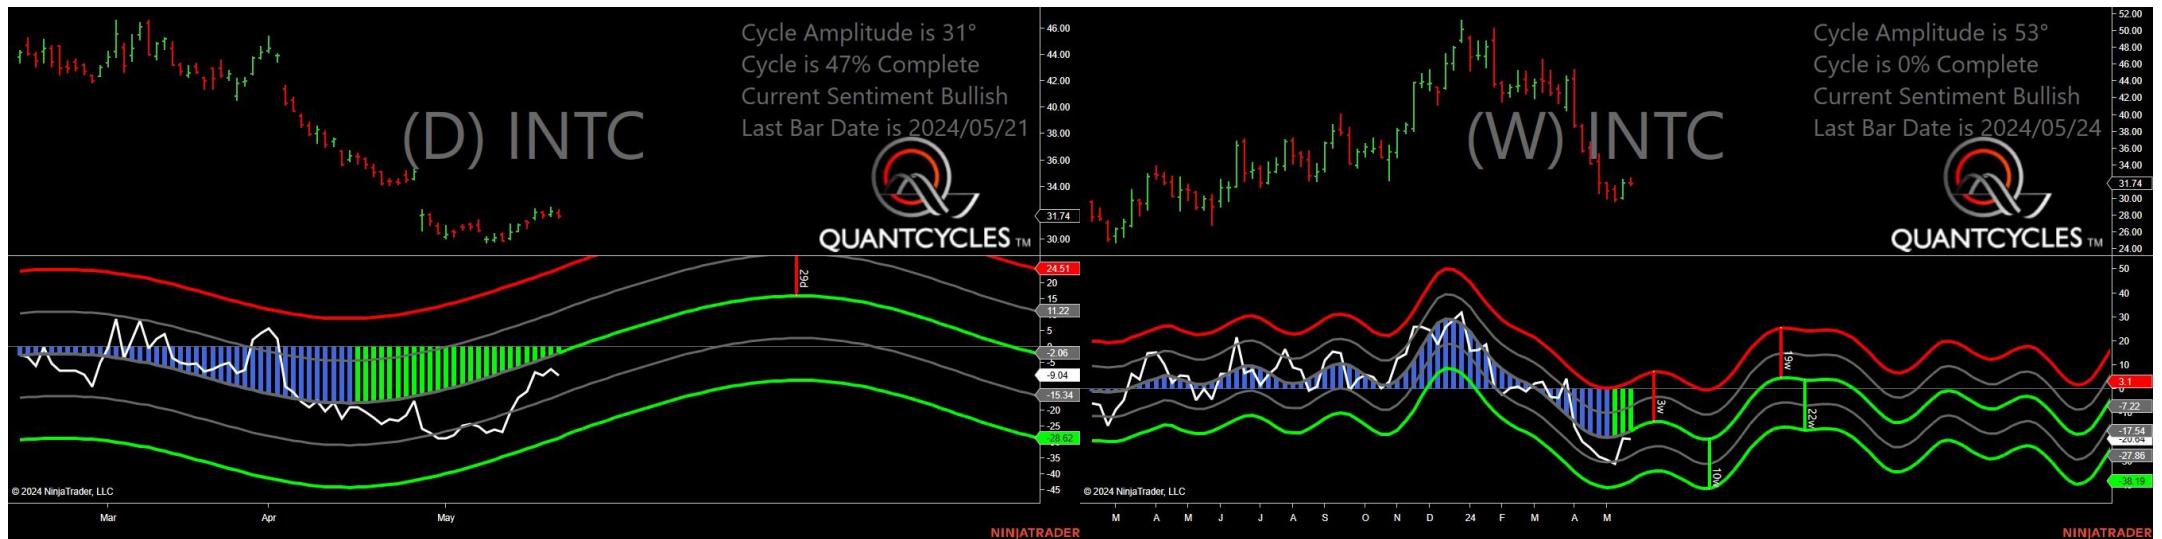 Cycle Amplitude is 31°
Cycle is 47% Complete
Current Sentiment Bullish
Last Bar Date is 2024/05/21
(D) INTC
QUANTCYCLES TM
46.00
44.00
42.00
40.00
38.00
36.00
34.00
31.74
30.00
29d
24.51
20
15
11.22
5
0
-2.06
-5
-9.04
-15.34
-20
-25
-28.62
-35
-40
-45
© 2024 NinjaTrader, LLC
Mar Apr May
NINJATRADER
Cycle Amplitude is 53°
Cycle is 0% Complete
Current Sentiment Bullish
Last Bar Date is 2024/05/24
(W) INTC
QUANTCYCLES TM
52.00
50.00
48.00
46.00
44.00
42.00
40.00
38.00
36.00
34.00
31.74
30.00
28.00
26.00
24.00
3w
10w
19w
22w
50
40
30
20
10
3.1
-7.22
-17.54
-20.64
-27.86
-38.19
© 2024 NinjaTrader, LLC
M A M J J A S O N D 24 F M A M
NINJATRADER